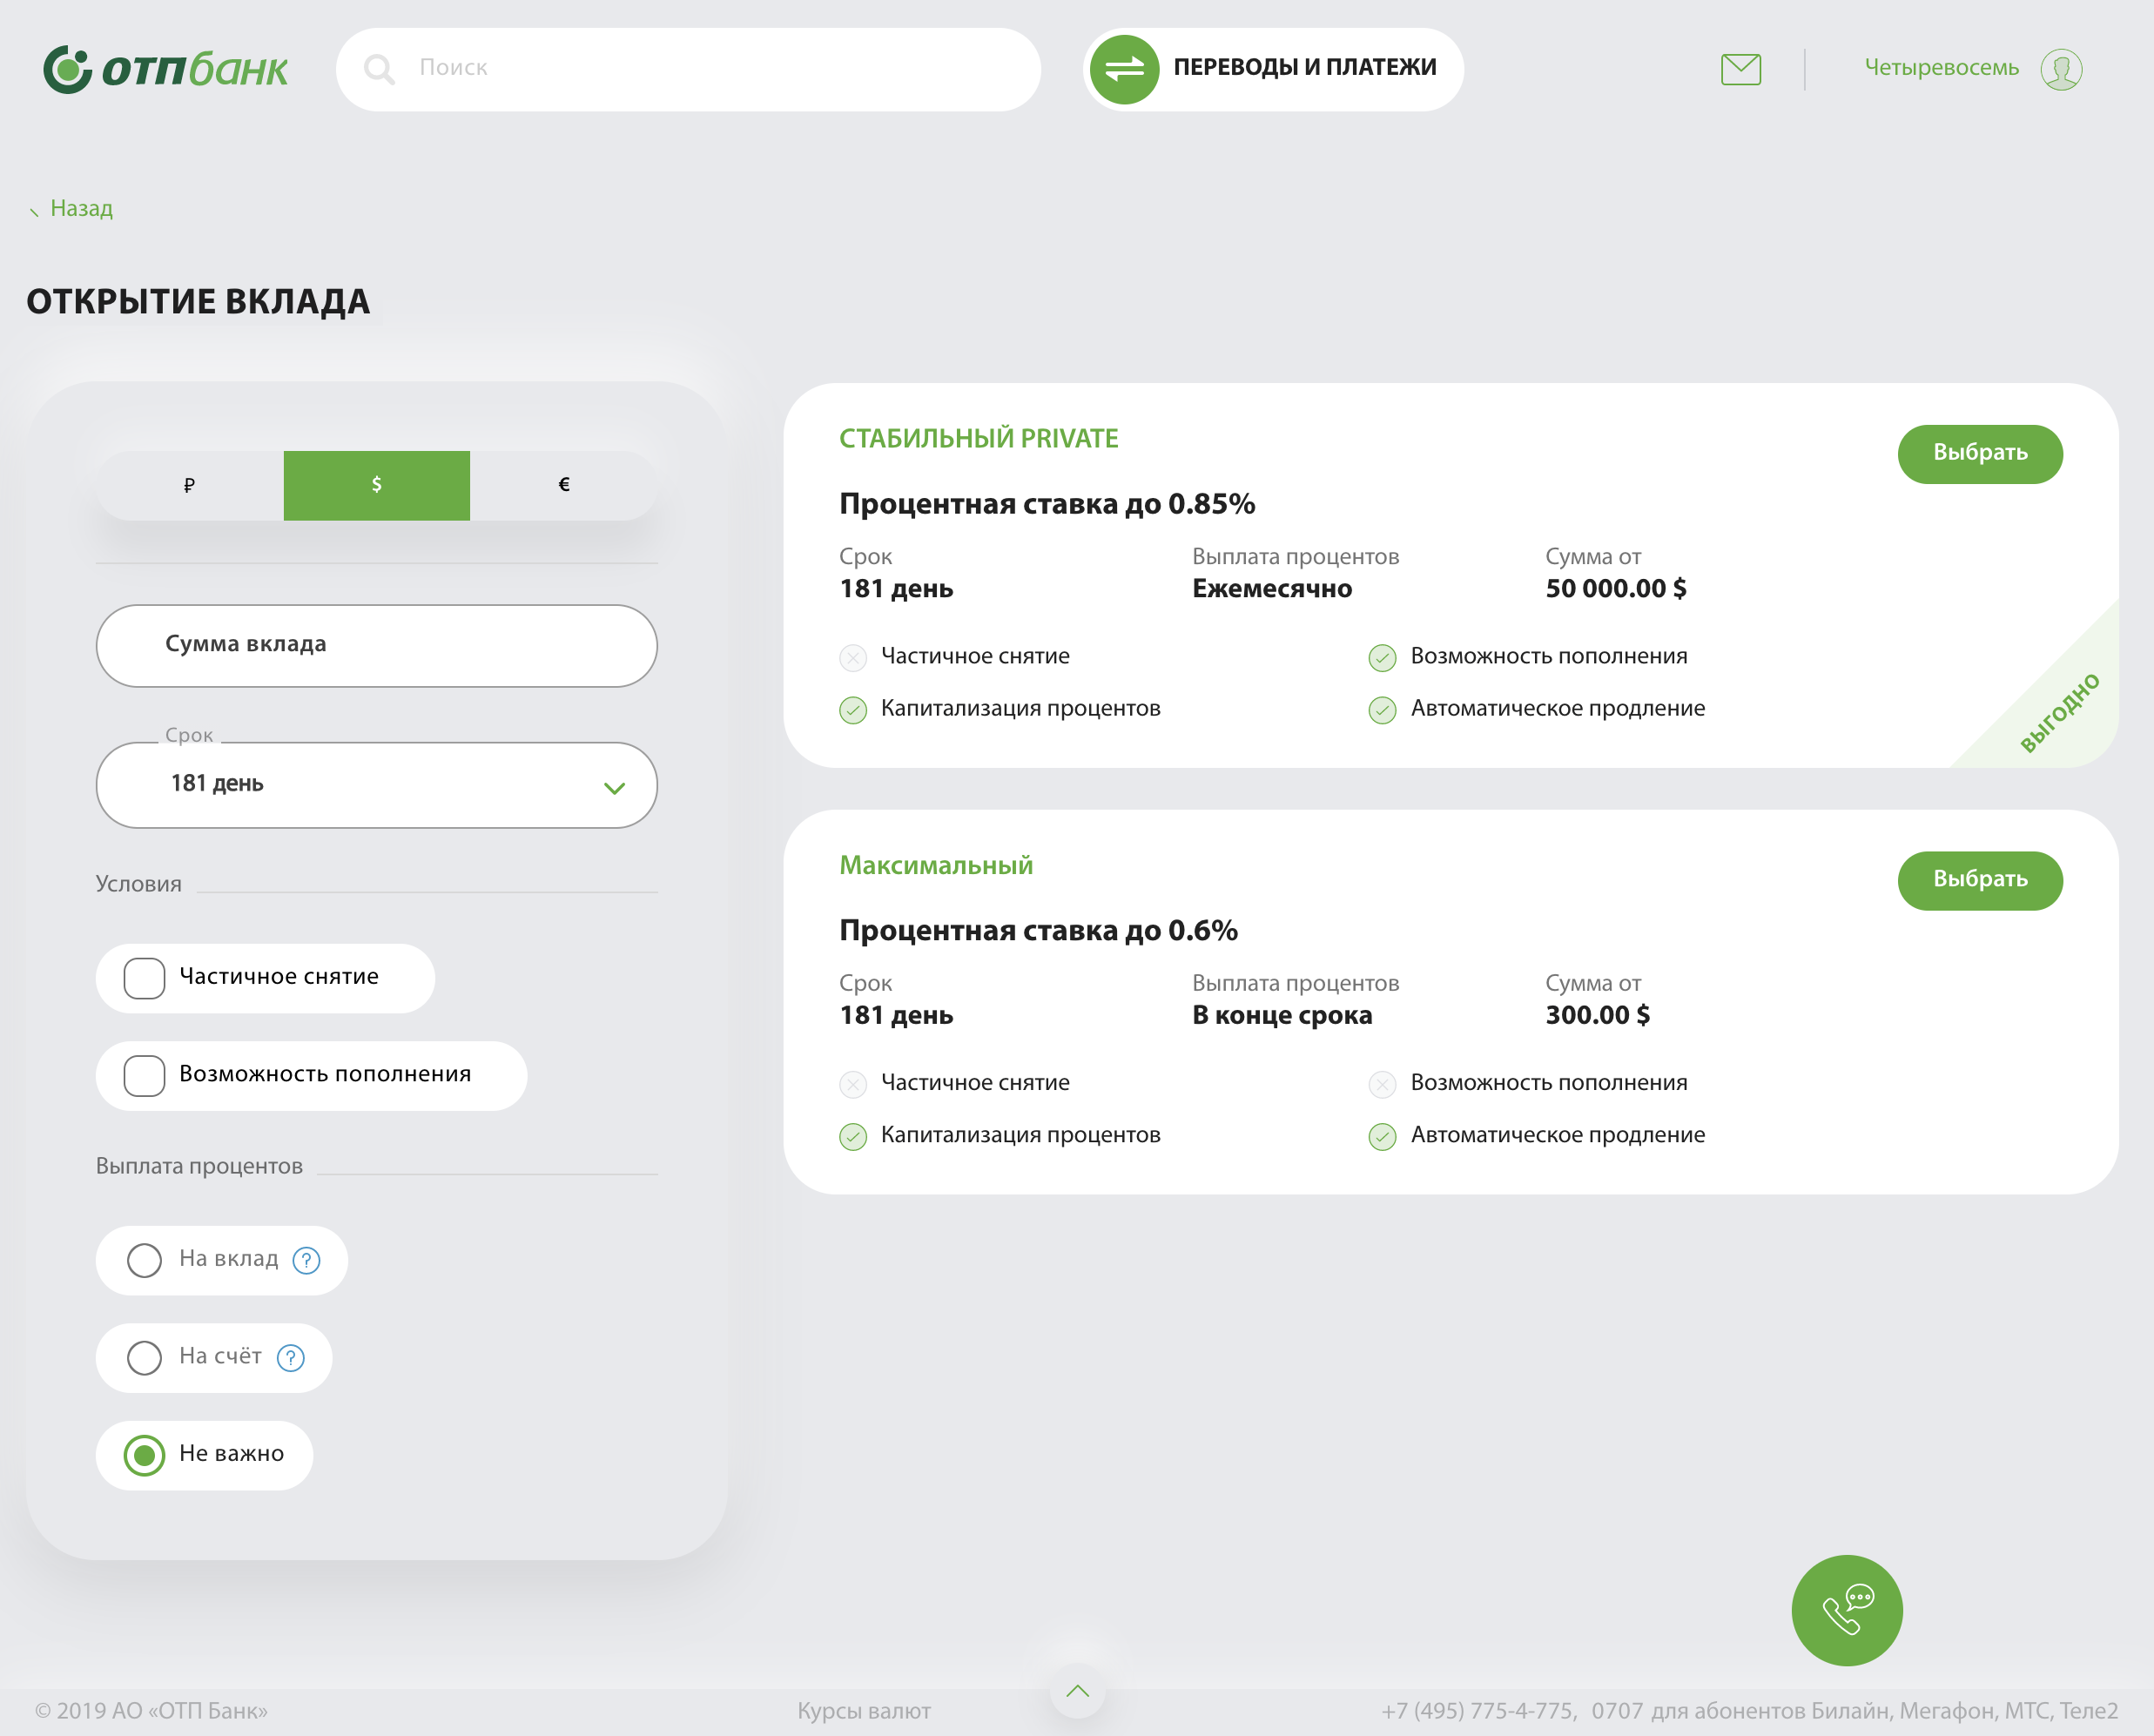 ОТПбанк
Поиск
ПЕРЕВОДЫ И ПЛАТЕЖИ
Четыревосемь
Назад
ОТКРЫТИЕ ВКЛАДА
₽ $ €
Сумма вклада
Срок
181 день
Условия
Частичное снятие
Возможность пополнения
Выплата процентов
На вклад ?
На счёт ?
Не важно
СТАБИЛЬНЫЙ PRIVATE
Выбрать
Процентная ставка до 0.85%
Срок Выплата процентов Сумма от
181 день Ежемесячно 50 000.00 $
Частичное снятие Возможность пополнения
Капитализация процентов Автоматическое продление
ВЫГОДНО
Максимальный
Выбрать
Процентная ставка до 0.6%
Срок Выплата процентов Сумма от
181 день В конце срока 300.00 $
Частичное снятие Возможность пополнения
Капитализация процентов Автоматическое продление
© 2019 АО «ОТП Банк» Курсы валют +7 (495) 775-4-775, 0707 для абонентов Билайн, Мегафон, МТС, Теле2